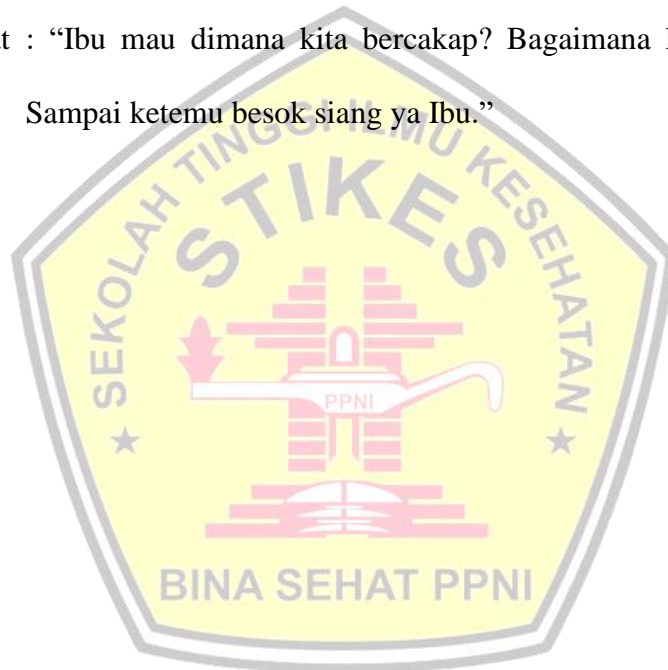 t : “Ibu mau dimana kita bercakap? Bagaimana
Sampai ketemu besok siang ya Ibu.”
SEKOLAH TINGGI ILMU KESEHATAN
STIKES
PPNI
BINA SEHAT PPNI